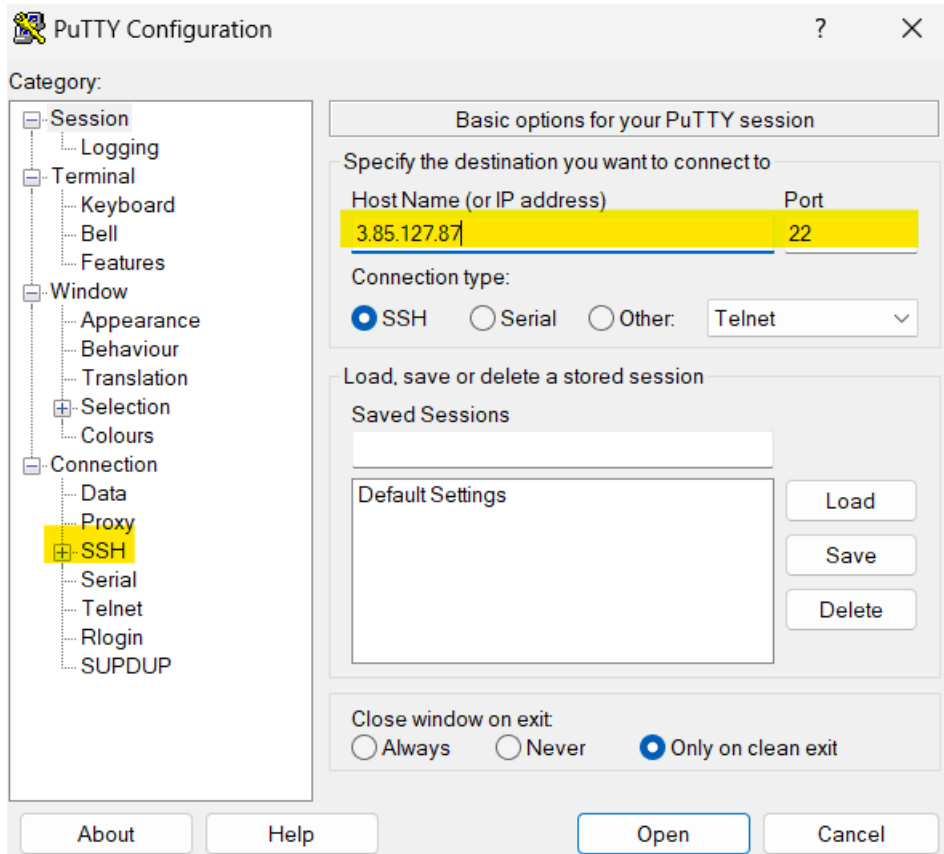 PuTTY Configuration ? ×
Category:
Session
Logging
Terminal
Keyboard
Bell
Features
Window
Appearance
Behaviour
Translation
Selection
Colours
Connection
Data
Proxy
SSH
Serial
Telnet
Rlogin
SUPDUP
Basic options for your PuTTY session
Specify the destination you want to connect to
Host Name (or IP address) Port
3.85.127.87 22
Connection type:
SSH Serial Other: Telnet
Load, save or delete a stored session
Saved Sessions
Default Settings
Load
Save
Delete
Close window on exit:
Always Never Only on clean exit
About Help Open Cancel